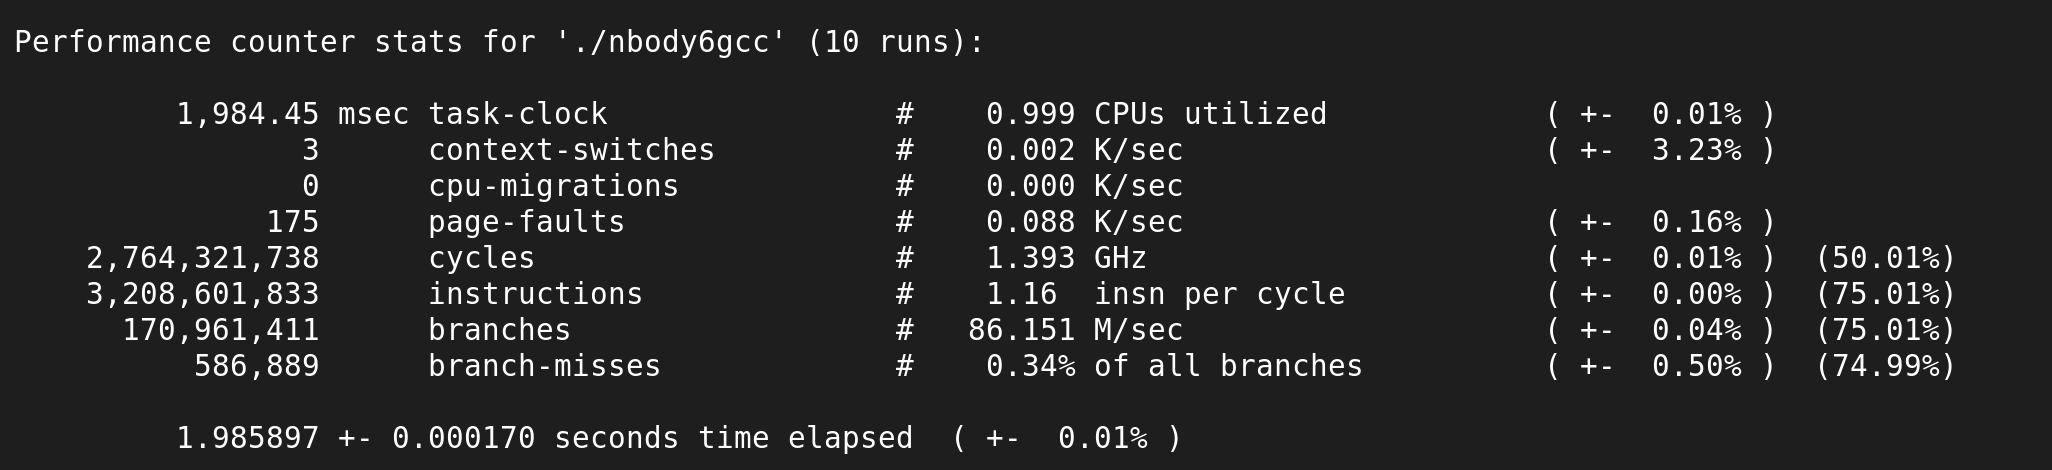 Performance counter stats for './nbody6gcc' (10 runs):
1,984.45 msec task-clock # 0.999 CPUs utilized ( +- 0.01% )
3 context-switches # 0.002 K/sec ( +- 3.23% )
0 cpu-migrations # 0.000 K/sec
175 page-faults # 0.088 K/sec ( +- 0.16% )
2,764,321,738 cycles # 1.393 GHz ( +- 0.01% ) (50.01%)
3,208,601,833 instructions # 1.16 insn per cycle ( +- 0.00% ) (75.01%)
170,961,411 branches # 86.151 M/sec ( +- 0.04% ) (75.01%)
586,889 branch-misses # 0.34% of all branches ( +- 0.50% ) (74.99%)
1.985897 +- 0.000170 seconds time elapsed ( +- 0.01% )